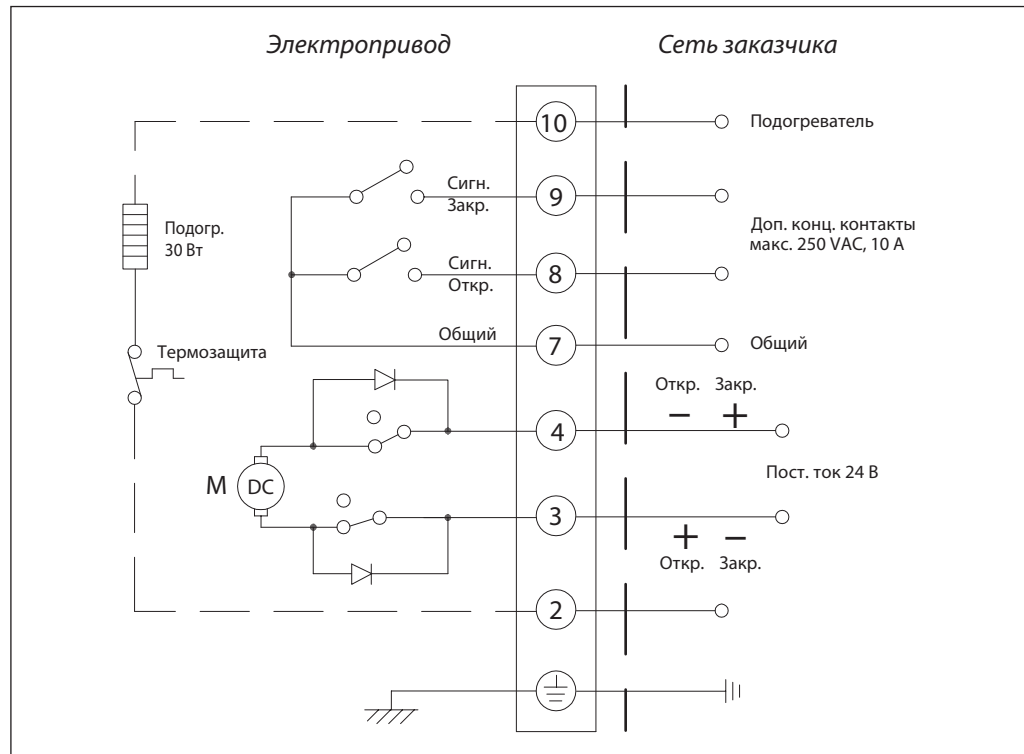 Электропривод
Сеть заказчика
10
Подогреватель
Сигн.
Закр.
9
Подогр.
30 Вт
Доп. конц. контакты
макс. 250 VAC, 10 A
Сигн.
Откр.
8
Общий
7
Общий
Термозащита
Откр. Закр.
− +
4
M
DC
Пост. ток 24 В
3
+ −
Откр. Закр.
2